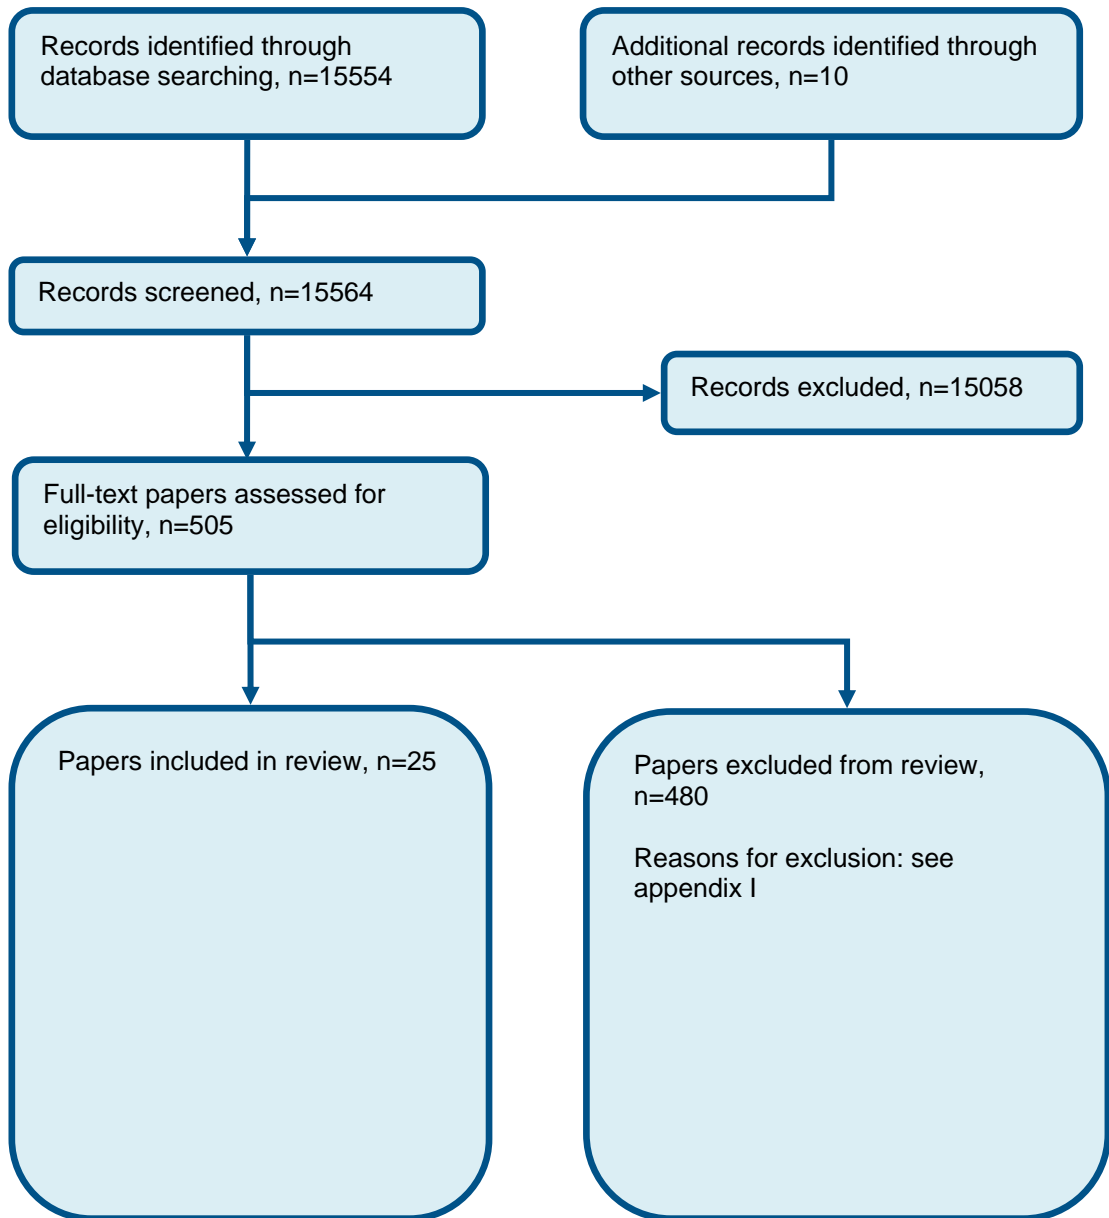 Records identified through
database searching, n=15554
Additional records identified through
other sources, n=10
Records screened, n=15564
Records excluded, n=15058
Full-text papers assessed for
eligibility, n=505
Papers included in review, n=25
Papers excluded from review,
n=480
Reasons for exclusion: see
appendix I